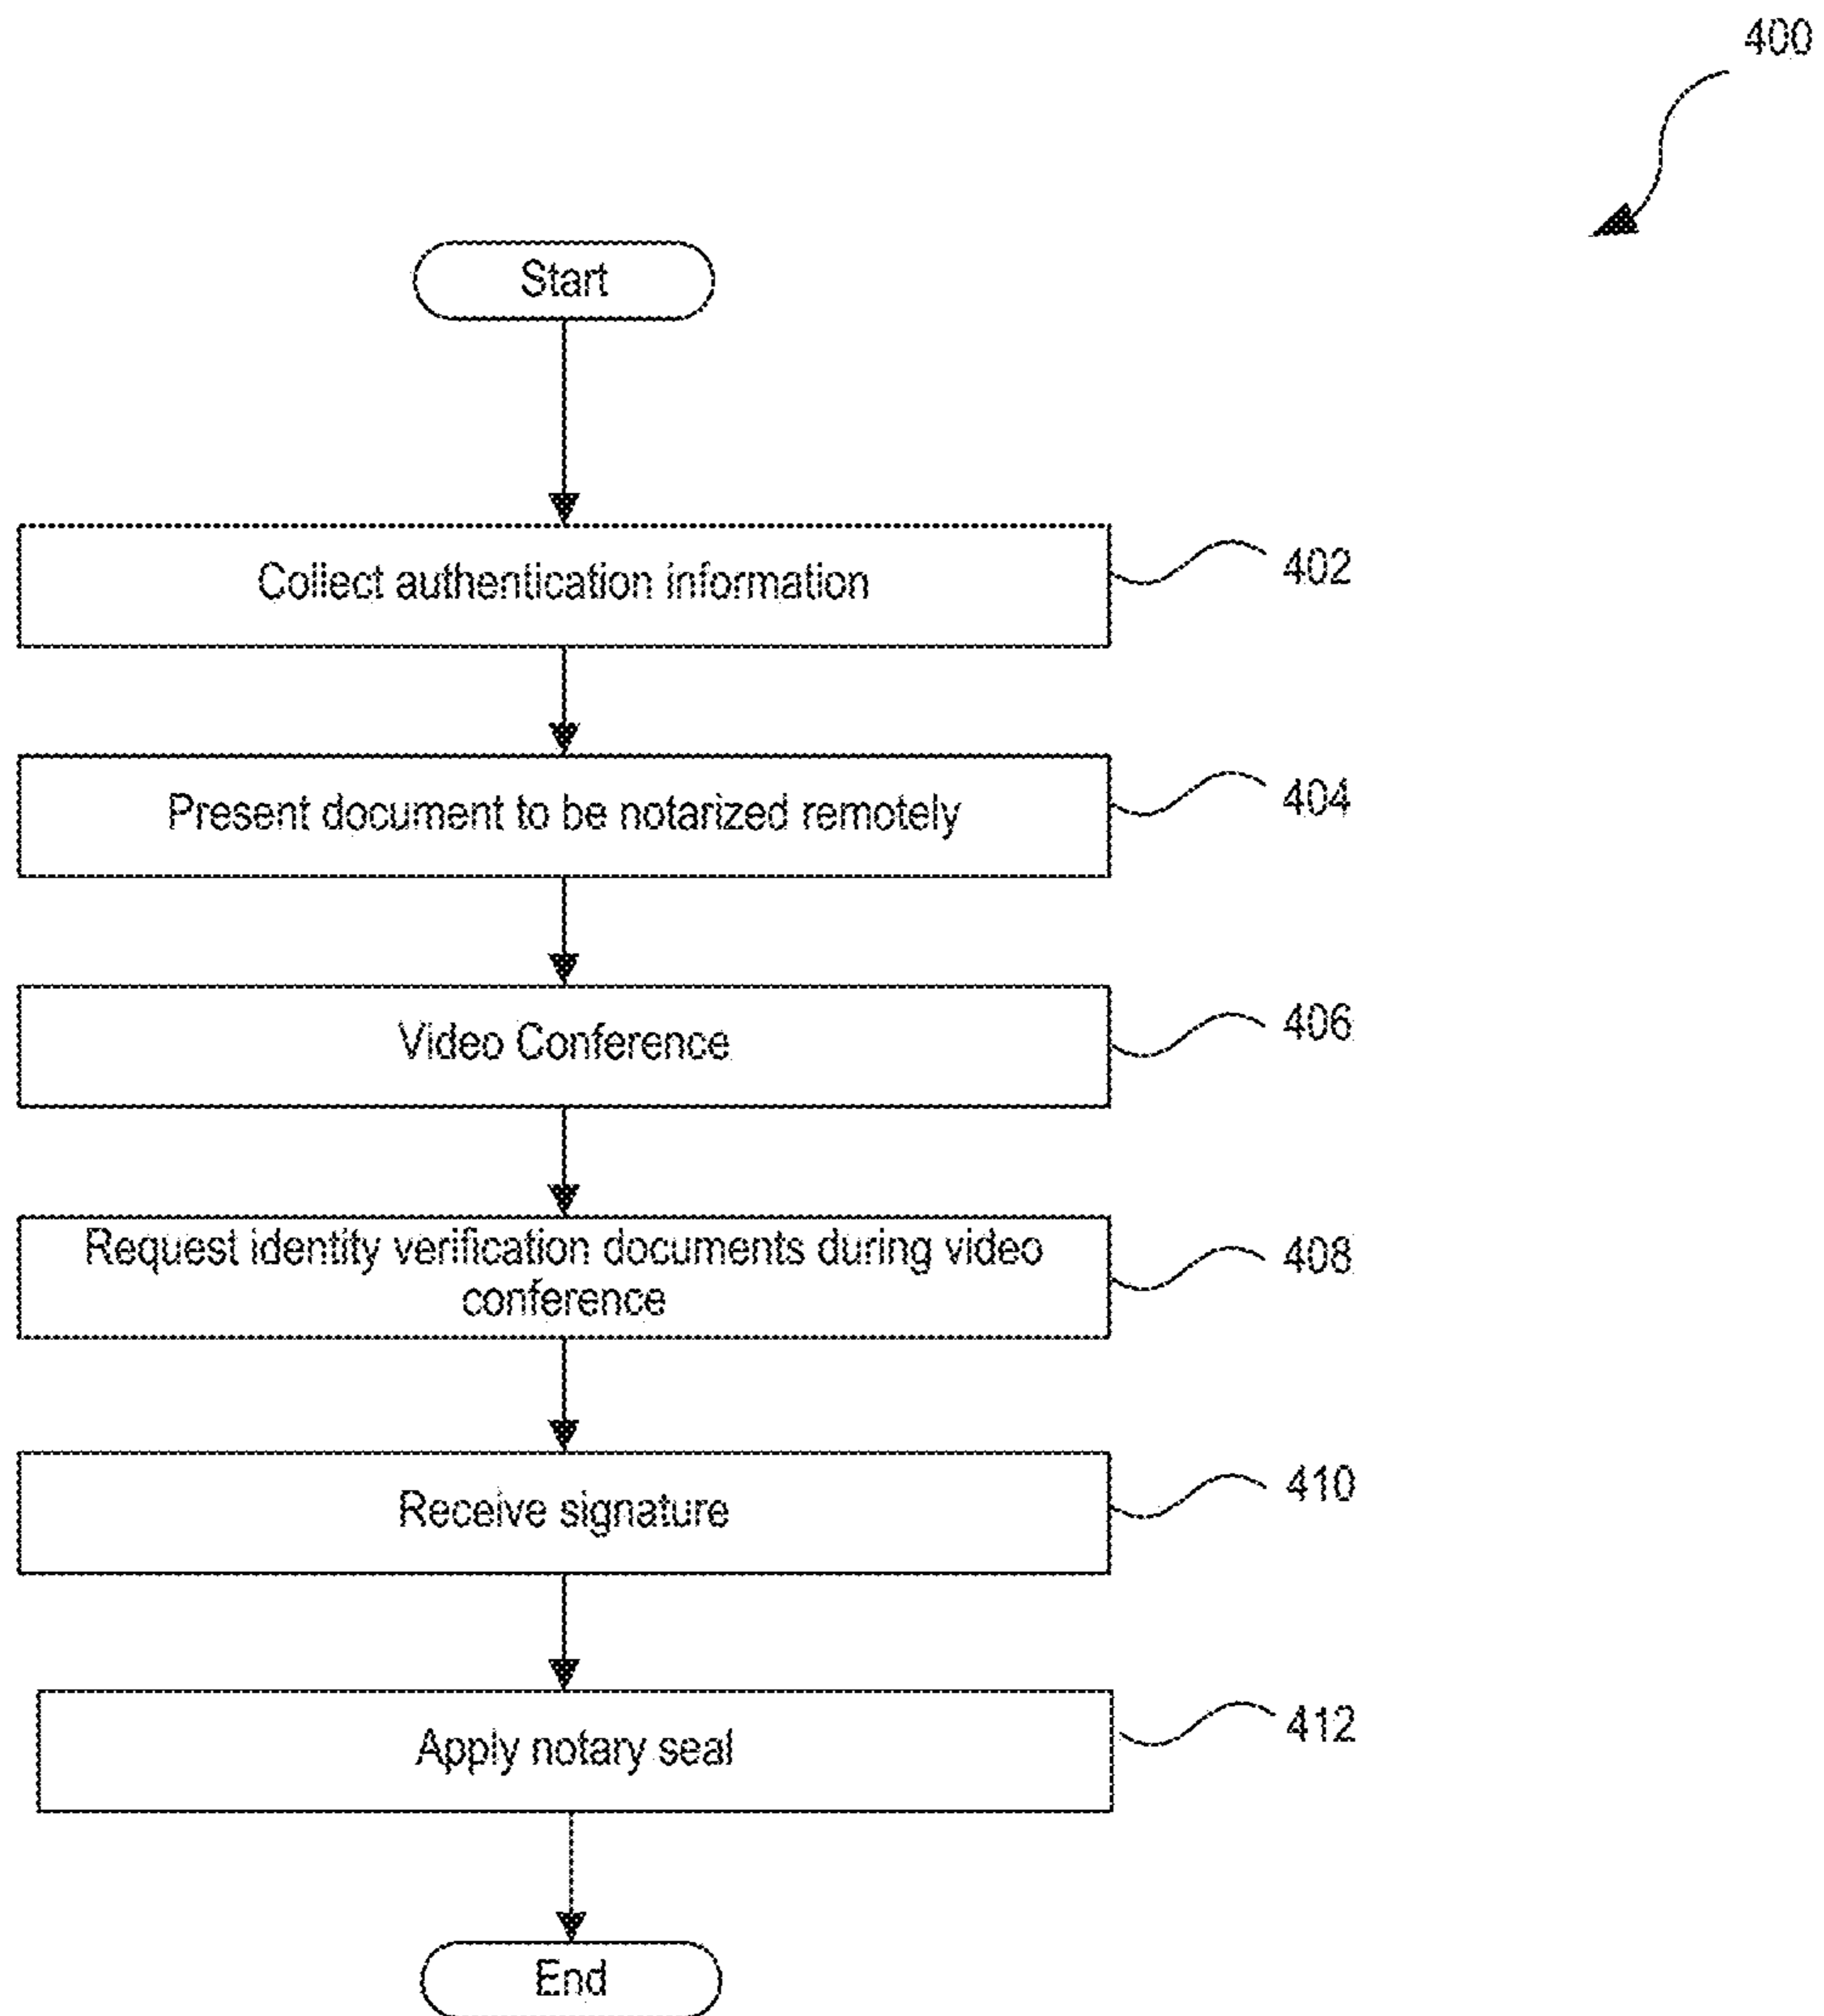 400
Start
Collect authentication information
402
Present document to be notarized remotely
404
Video Conference
406
Request identity verification documents during video
conference
408
Receive signature
410
Apply notary seal
412
End